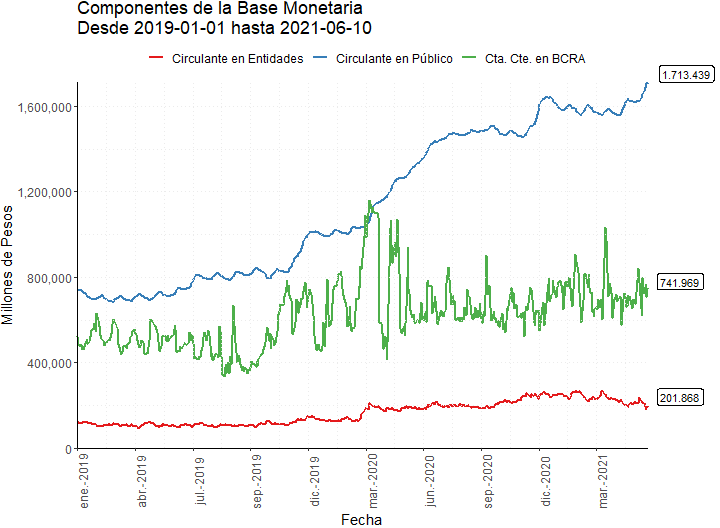 Componentes de la Base Monetaria
Desde 2019-01-01 hasta 2021-06-10
Circulante en Entidades
Circulante en Público
Cta. Cte. en BCRA
Millones de Pesos
1,600,000
1,200,000
800,000
400,000
0
1.713.439
741.969
201.868
ene.-2019
abr.-2019
jul.-2019
sep.-2019
dic.-2019
mar.-2020
jun.-2020
sep.-2020
dic.-2020
mar.-2021
Fecha